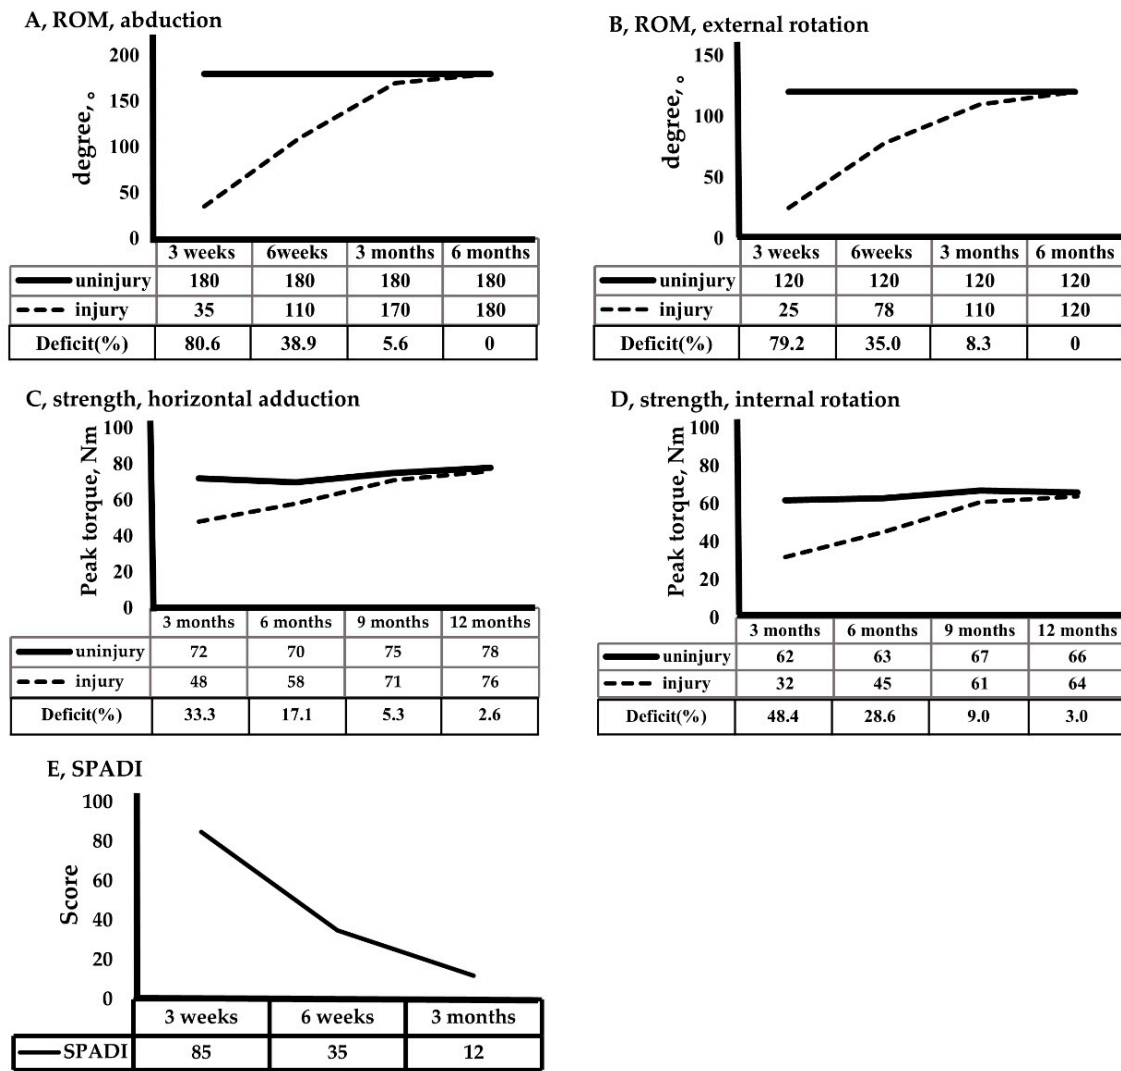 A, ROM, abduction
degree, °
200
150
100
50
0
3 weeks 6weeks 3 months 6 months
uninjury 180 180 180 180
injury 35 110 170 180
Deficit(%) 80.6 38.9 5.6 0
B, ROM, external rotation
degree, °
150
100
50
0
3 weeks 6weeks 3 months 6 months
uninjury 120 120 120 120
injury 25 78 110 120
Deficit(%) 79.2 35.0 8.3 0
C, strength, horizontal adduction
Peak torque, Nm
100
80
60
40
20
0
3 months 6 months 9 months 12 months
uninjury 72 70 75 78
injury 48 58 71 76
Deficit(%) 33.3 17.1 5.3 2.6
D, strength, internal rotation
Peak torque, Nm
100
80
60
40
20
0
3 months 6 months 9 months 12 months
uninjury 62 63 67 66
injury 32 45 61 64
Deficit(%) 48.4 28.6 9.0 3.0
E, SPADI
Score
100
80
60
40
20
0
3 weeks 6 weeks 3 months
SPADI 85 35 12